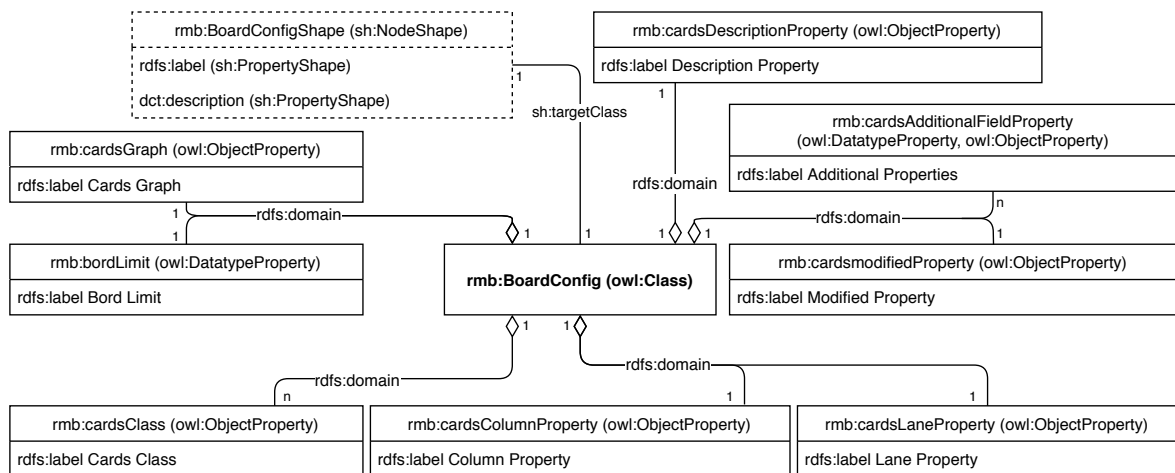 rmb:BoardConfigShape (sh:NodeShape)
rdfs:label (sh:PropertyShape)
dct:description (sh:PropertyShape)
1
sh:targetClass
1
rmb:cardsDescriptionProperty (owl:ObjectProperty)
rdfs:label Description Property
1
rdfs:domain
1
rmb:cardsGraph (owl:ObjectProperty)
rdfs:label Cards Graph
1
rdfs:domain
1
1
rmb:bordLimit (owl:DatatypeProperty)
rdfs:label Bord Limit
rmb:cardsAdditionalFieldProperty
(owl:DatatypeProperty, owl:ObjectProperty)
rdfs:label Additional Properties
n
rdfs:domain
1
1
rmb:cardsmodifiedProperty (owl:ObjectProperty)
rdfs:label Modified Property
rmb:BoardConfig (owl:Class)
1
1
rdfs:domain
rdfs:domain
n
1
1
rmb:cardsClass (owl:ObjectProperty)
rdfs:label Cards Class
rmb:cardsColumnProperty (owl:ObjectProperty)
rdfs:label Column Property
rmb:cardsLaneProperty (owl:ObjectProperty)
rdfs:label Lane Property